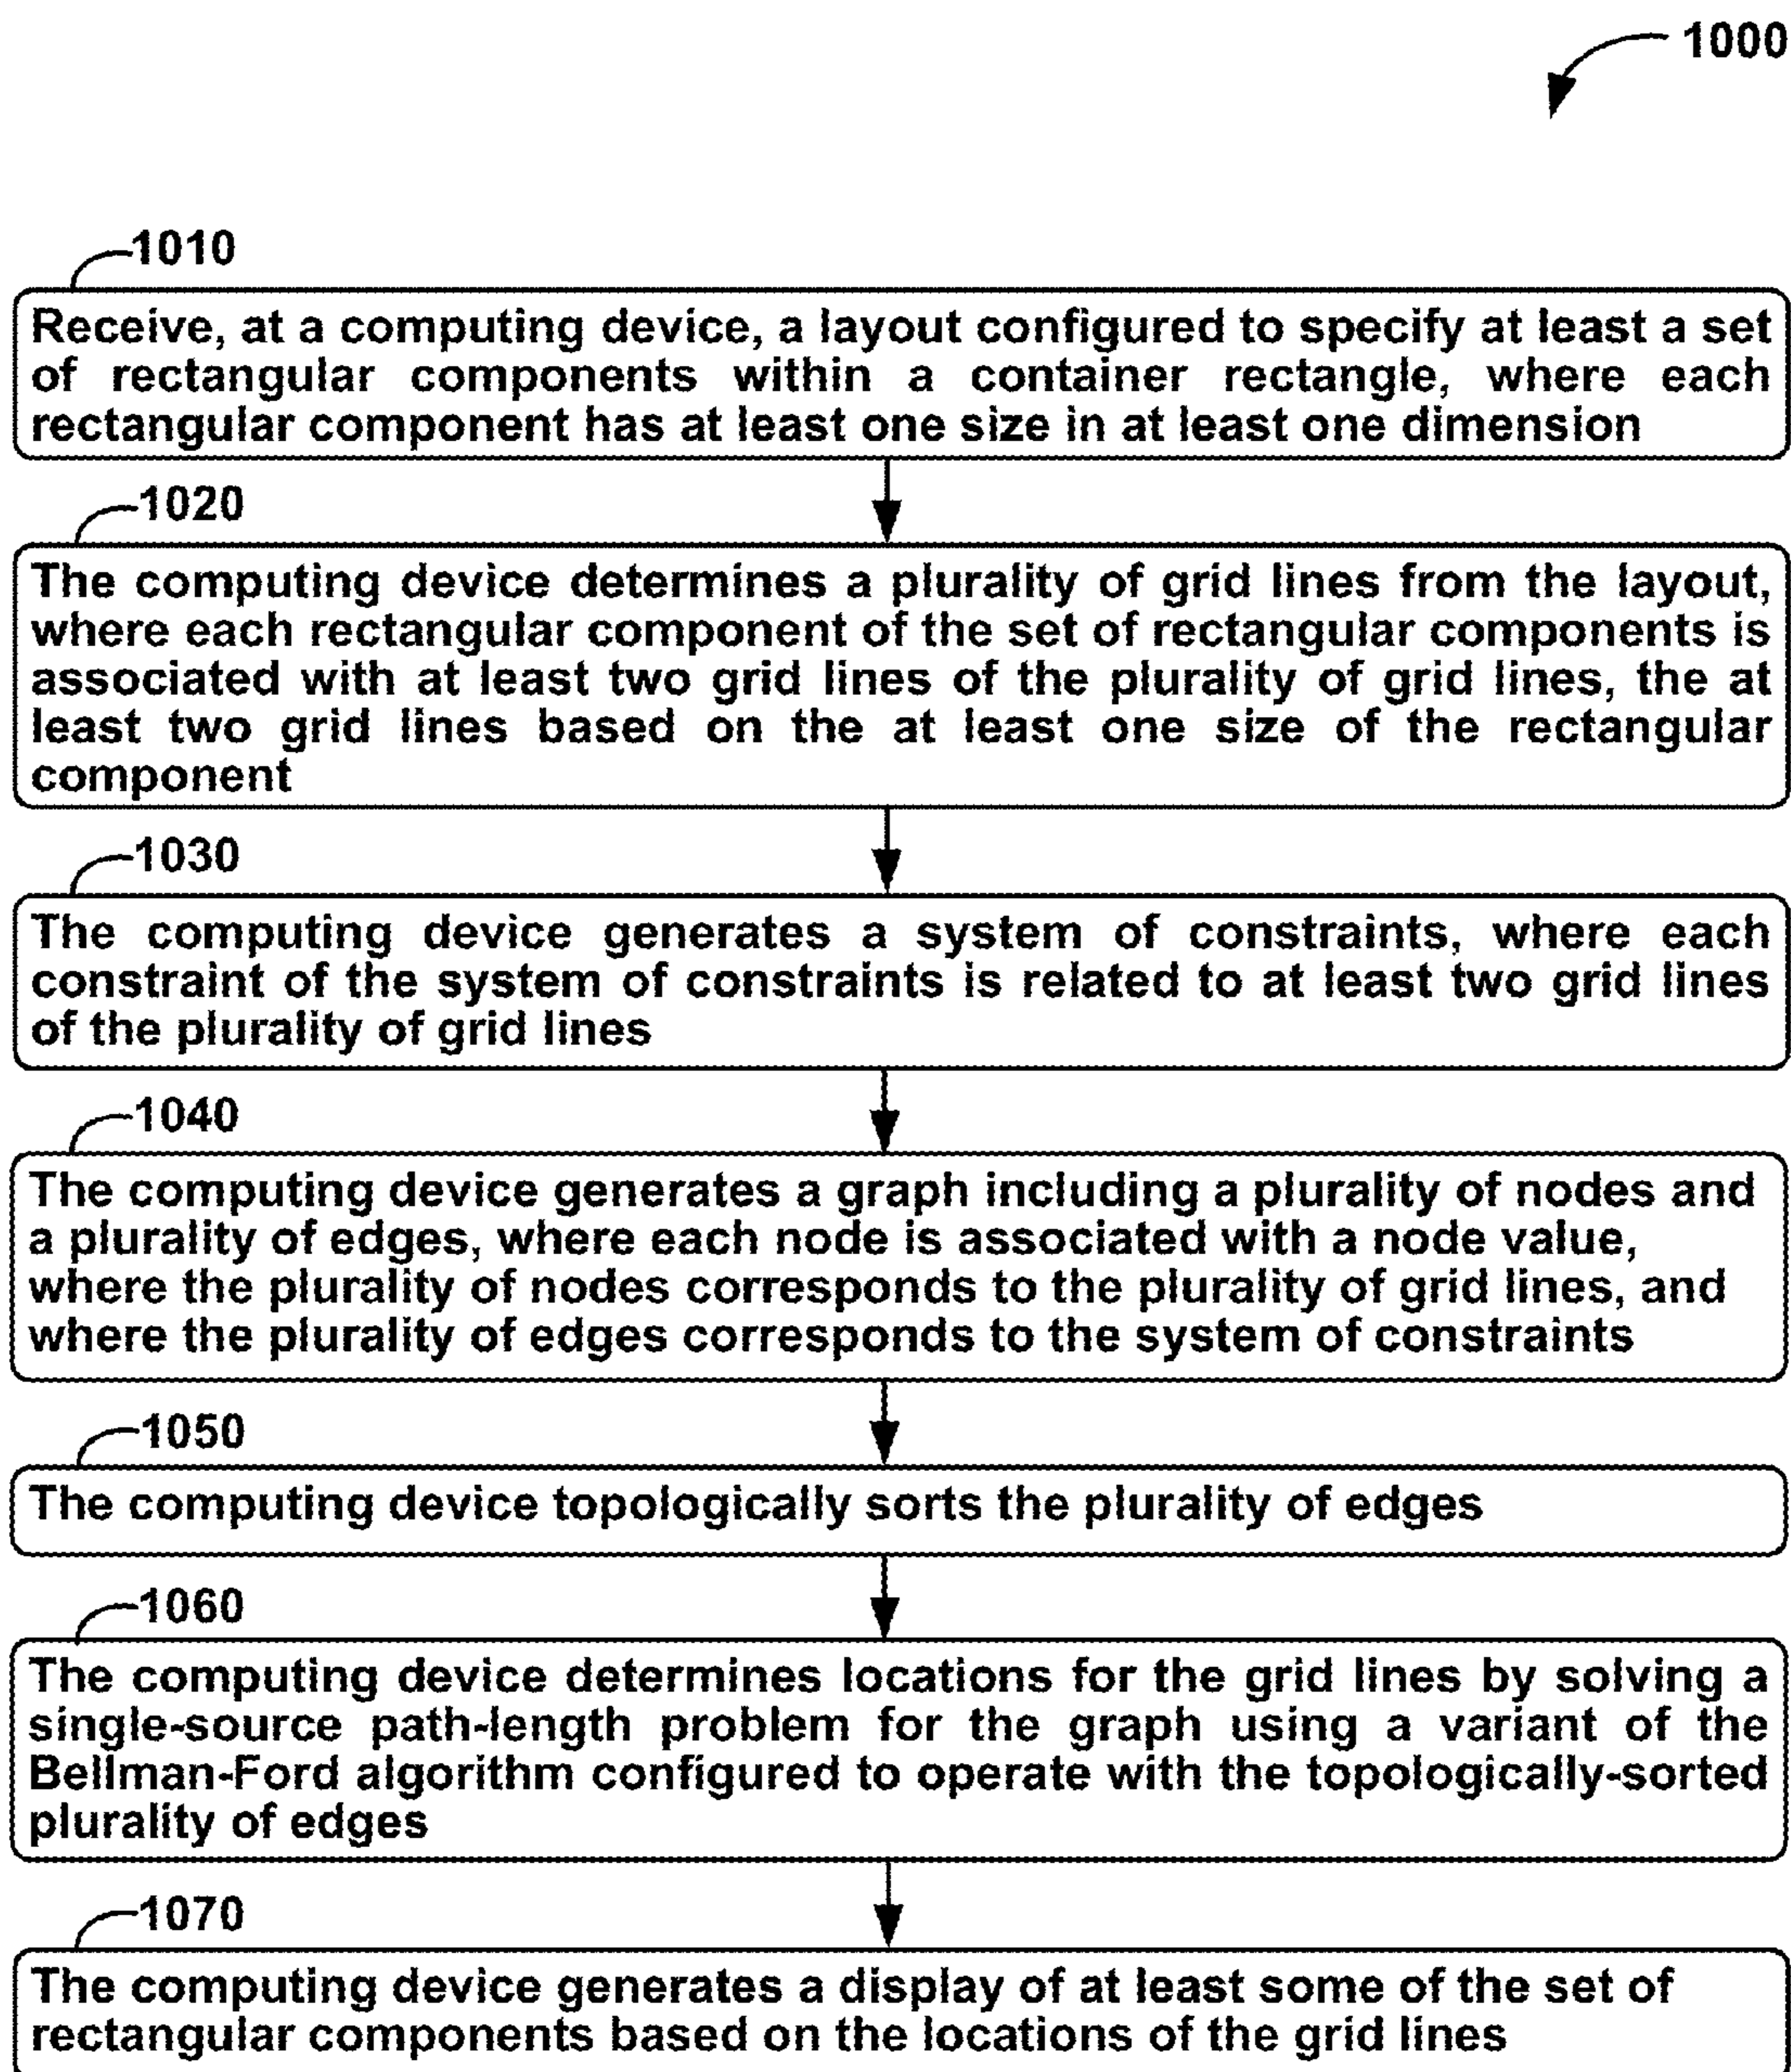 1000
1010
Receive, at a computing device, a layout configured to specify at least a set
of rectangular components within a container rectangle, where each
rectangular component has at least one size in at least one dimension
1020
The computing device determines a plurality of grid lines from the layout,
where each rectangular component of the set of rectangular components is
associated with at least two grid lines of the plurality of grid lines, the at
least two grid lines based on the at least one size of the rectangular
component
1030
The computing device generates a system of constraints, where each
constraint of the system of constraints is related to at least two grid lines
of the plurality of grid lines
1040
The computing device generates a graph including a plurality of nodes and
a plurality of edges, where each node is associated with a node value,
where the plurality of nodes corresponds to the plurality of grid lines, and
where the plurality of edges corresponds to the system of constraints
1050
The computing device topologically sorts the plurality of edges
1060
The computing device determines locations for the grid lines by solving a
single-source path-length problem for the graph using a variant of the
Bellman-Ford algorithm configured to operate with the topologically-sorted
plurality of edges
1070
The computing device generates a display of at least some of the set of
rectangular components based on the locations of the grid lines